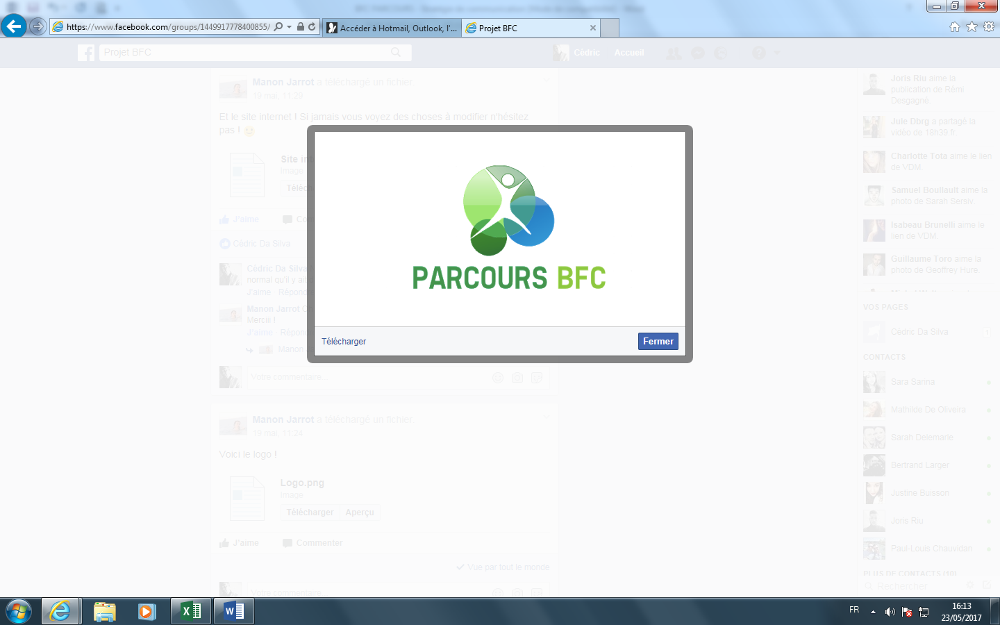 https://www.facebook.com/groups/1449917778400855/
Accéder à Hotmail, Outlook, l'...
Projet BFC
Projet BFC
Cédric
Accueil
Manon Jarrot a téléchargé un fichier
19 mai, 11:29
Et le site internet ! Si jamais vous voyez des choses à modifier n'hésitez
pas !
Site in
Image
Téléc
J'aime
Co
Cédric Da Silva
Cédric Da Silva
normal qu'il y ait
J'aime Répond
Manon Jarrot
Merciii !
J'aime Répond
Manon J
Votre commentaire...
PARCOURS BFC
Télécharger
Fermer
Manon Jarrot a téléchargé un fichier
19 mai, 11:24
Voici le logo !
Logo.png
Image
Télécharger
Aperçu
J'aime
Commenter
Vue par tout le monde
Votre commentaire...
Joris Riu aime la
publication de Rémi
Desgagné.
Julie Dbrg a partagé la
vidéo de 18h39.fr.
Charlotte Tota aime le lien
de VDM.
Samuel Boullault aime la
photo de Sarah Sersiv.
Isabeau Brunelli aime le
lien de VDM.
Guillaume Toro aime la
photo de Geoffrey Hure.
VOS PAGES
Cédric Da Silva
1
CONTACTS
Sara Sarina
Mathilde De Oliveira
Sarah Delemarle
Bertrand Larger
Justine Buisson
Joris Riu
Paul-Louis Chauvidan
PLUS DE CONTACTS (10)
Rechercher
FR
16:13
23/05/2017